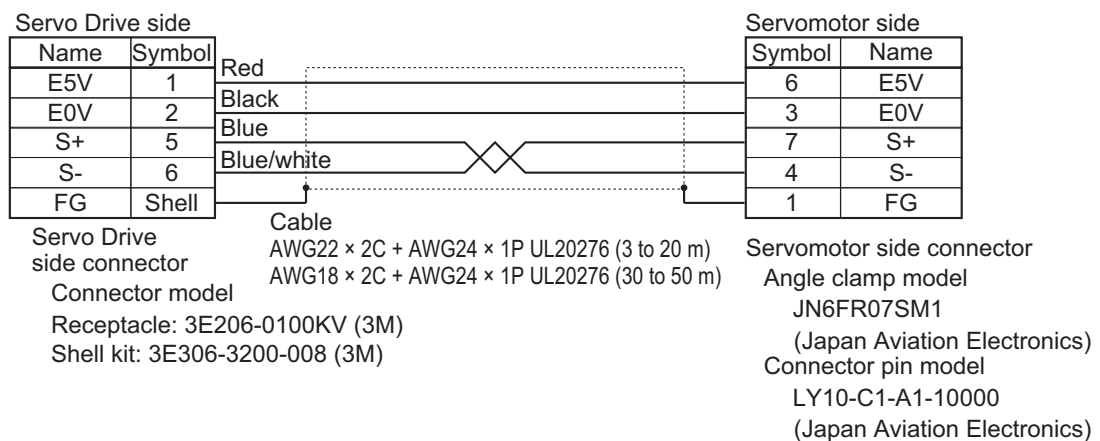 Servo Drive side
Servomotor side
Name Symbol
Symbol Name
E5V 1 Red 6 E5V
E0V 2 Black 3 E0V
S+ 5 Blue 7 S+
S- 6 Blue/white 4 S-
FG Shell 1 FG
Servo Drive
side connector
Connector model
Receptacle: 3E206-0100KV (3M)
Shell kit: 3E306-3200-008 (3M)
Cable
AWG22 × 2C + AWG24 × 1P UL20276 (3 to 20 m)
AWG18 × 2C + AWG24 × 1P UL20276 (30 to 50 m)
Servomotor side connector
Angle clamp model
JN6FR07SM1
(Japan Aviation Electronics)
Connector pin model
LY10-C1-A1-10000
(Japan Aviation Electronics)